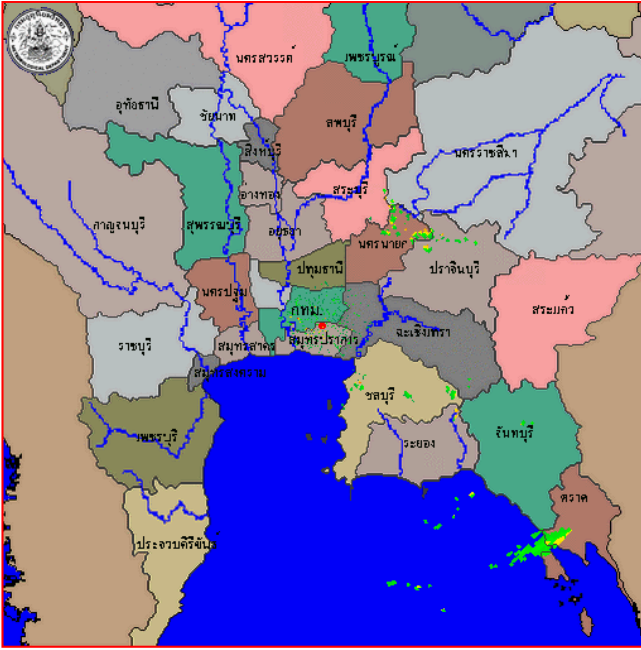 นครสวรรค์
เพชรบูรณ์
อุทัยธานี
ชัยนาท
ลพบุรี
สิงห์บุรี
นครราชสีมา
อ่างทอง
สระบุรี
กาญจนบุรี
สุพรรณบุรี
อยุธยา
นครนายก
ปราจีนบุรี
ปทุมธานี
นครปฐม
สระแก้ว
กทม.
ฉะเชิงเทรา
ราชบุรี
สมุทรสาคร
สมุทรปราการ
สมุทรสงคราม
ชลบุรี
เพชรบุรี
ระยอง
จันทบุรี
ตราด
ประจวบคีรีขันธ์